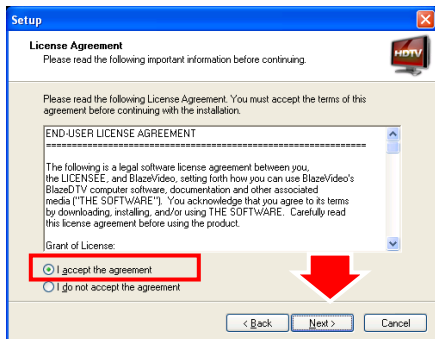 Setup
License Agreement
Please read the following important information before continuing.
HDTV
Please read the following License Agreement. You must accept the terms of this
agreement before continuing with the installation.
END-USER LICENSE AGREEMENT
==============================================================
The following is a legal software license agreement between you,
the LICENSEE, and BlazeVideo, setting forth how you can use BlazeVideo's
BlazeDTV computer software, documentation and other associated
media ("THE SOFTWARE"). You acknowledge that you agree to its terms
by downloading, installing, and/or using THE SOFTWARE. Carefully read
this license agreement before using the product.
Grant of License:
I accept the agreement
I do not accept the agreement
< Back
Next >
Cancel